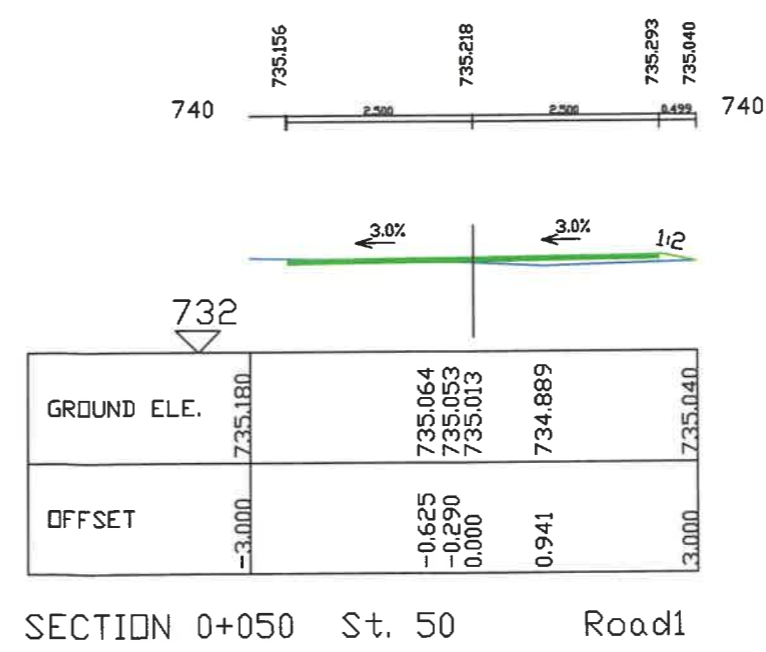 735.156 735.218 735.293 735.040
740 2.500 2.500 0.499 740
3.0% 3.0% 1:2
732
GROUND ELE. 735.180 735.064 735.053 735.013 734.889 735.040
OFFSET -3.000 -0.625 -0.290 0.000 0.941 3.000
SECTION 0+050 St. 50 Road1